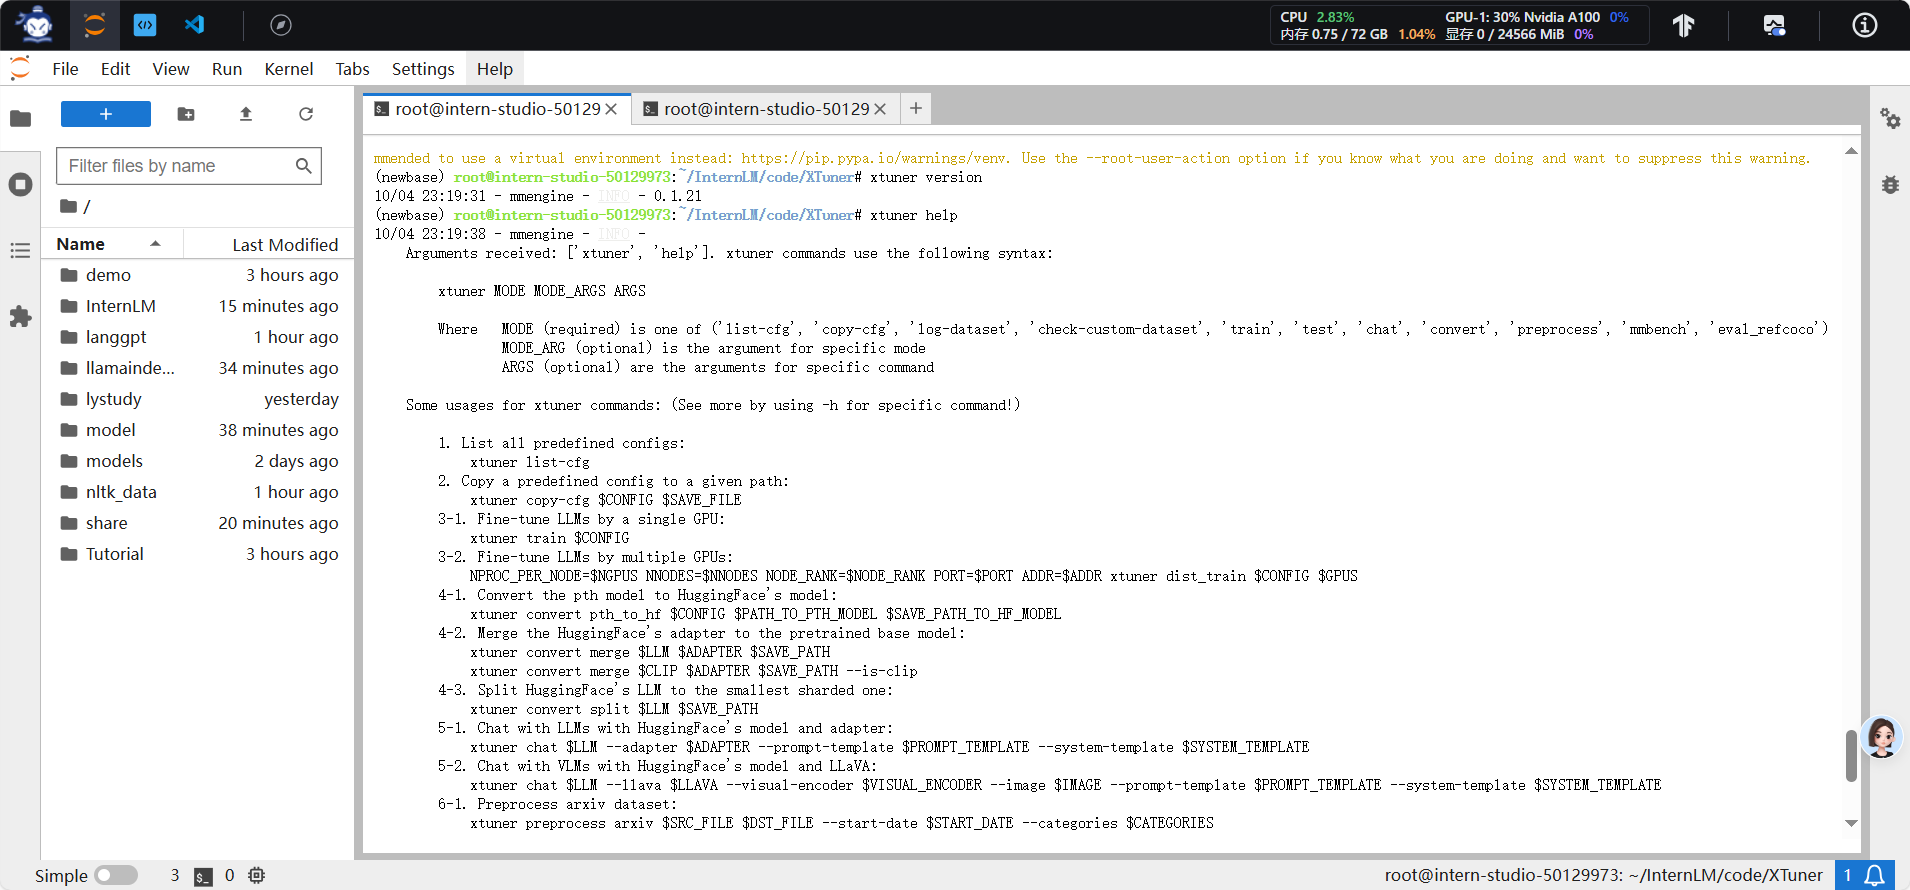 CPU 2.83%
GPU-1: 30% Nvidia A100 0%
内存 0.75 / 72 GB 1.04%
显存 0 / 24566 MiB 0%
File Edit View Run Kernel Tabs Settings Help
root@intern-studio-50129
root@intern-studio-50129
Filter files by name
/
Name Last Modified
demo 3 hours ago
InternLM 15 minutes ago
langgpt 1 hour ago
llamainde... 34 minutes ago
lystudy yesterday
model 38 minutes ago
models 2 days ago
nltk_data 1 hour ago
share 20 minutes ago
Tutorial 3 hours ago
mmended to use a virtual environment instead: https://pip.pypa.io/warnings/venv. Use the --root-user-action option if you know what you are doing and want to suppress this warning.
(newbase) root@intern-studio-50129973:~/InternLM/code/XTuner# xtuner version
10/04 23:19:31 - mmengine - INFO - 0.1.21
(newbase) root@intern-studio-50129973:~/InternLM/code/XTuner# xtuner help
10/04 23:19:38 - mmengine - INFO -
Arguments received: ['xtuner', 'help']. xtuner commands use the following syntax:
xtuner MODE MODE_ARGS ARGS
Where MODE (required) is one of ('list-cfg', 'copy-cfg', 'log-dataset', 'check-custom-dataset', 'train', 'test', 'chat', 'convert', 'preprocess', 'mmbench', 'eval_refcoco')
MODE_ARG (optional) is the argument for specific mode
ARGS (optional) are the arguments for specific command
Some usages for xtuner commands: (See more by using -h for specific command!)
1. List all predefined configs:
xtuner list-cfg
2. Copy a predefined config to a given path:
xtuner copy-cfg $CONFIG $SAVE_FILE
3-1. Fine-tune LLMs by a single GPU:
xtuner train $CONFIG
3-2. Fine-tune LLMs by multiple GPUs:
NPROC_PER_NODE=$NGPUS NNODES=$NNODES NODE_RANK=$NODE_RANK PORT=$PORT ADDR=$ADDR xtuner dist_train $CONFIG $GPUS
4-1. Convert the pth model to HuggingFace's model:
xtuner convert pth_to_hf $CONFIG $PATH_TO_PTH_MODEL $SAVE_PATH_TO_HF_MODEL
4-2. Merge the HuggingFace's adapter to the pretrained base model:
xtuner convert merge $LLM $ADAPTER $SAVE_PATH
xtuner convert merge $CLIP $ADAPTER $SAVE_PATH --is-clip
4-3. Split HuggingFace's LLM to the smallest sharded one:
xtuner convert split $LLM $SAVE_PATH
5-1. Chat with LLMs with HuggingFace's model and adapter:
xtuner chat $LLM --adapter $ADAPTER --prompt-template $PROMPT_TEMPLATE --system-template $SYSTEM_TEMPLATE
5-2. Chat with VLMs with HuggingFace's model and LLaVA:
xtuner chat $LLM --llava $LLAVA --visual-encoder $VISUAL_ENCODER --image $IMAGE --prompt-template $PROMPT_TEMPLATE --system-template $SYSTEM_TEMPLATE
6-1. Preprocess arxiv dataset:
xtuner preprocess arxiv $SRC_FILE $DST_FILE --start-date $START_DATE --categories $CATEGORIES
Simple 3 0
root@intern-studio-50129973: ~/InternLM/code/XTuner 1